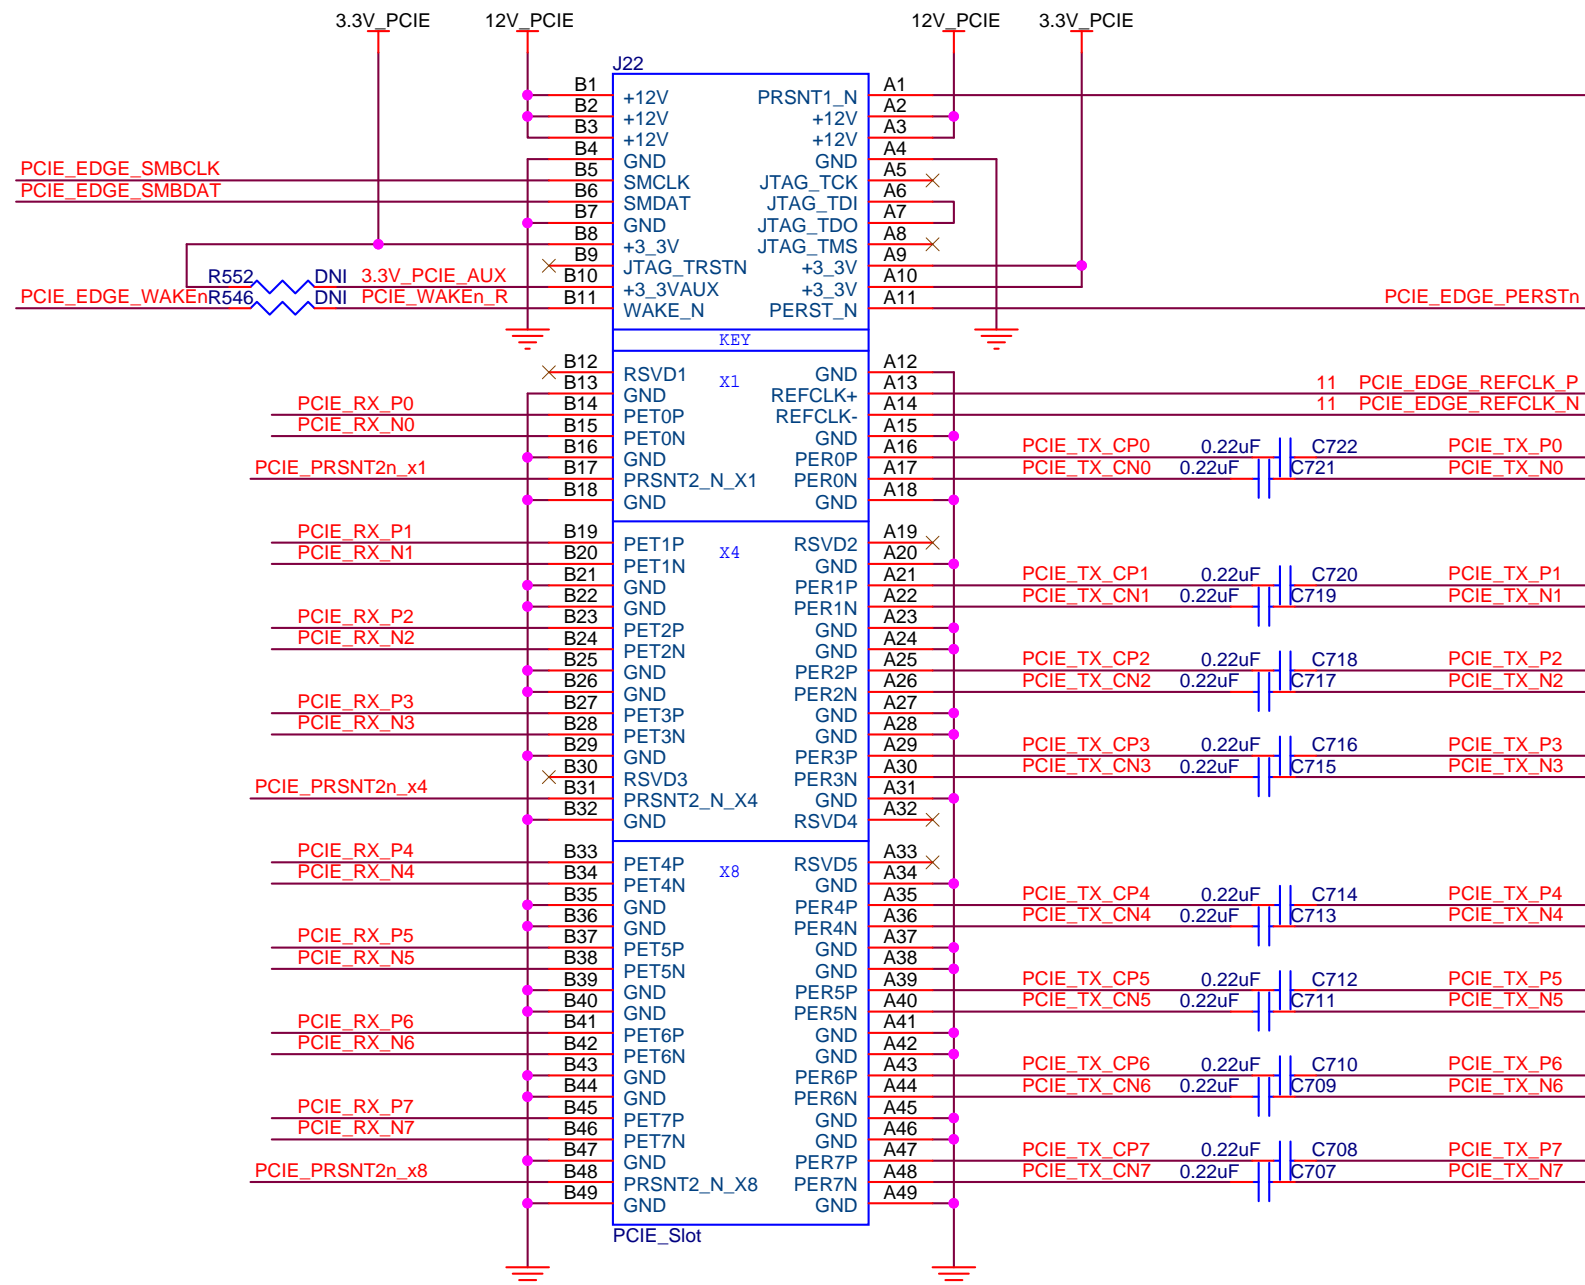 3.3V_PCIE 12V_PCIE 12V_PCIE 3.3V_PCIE
J22
B1 +12V PRSNT1_N A1
B2 +12V +12V A2
B3 +12V +12V A3
B4 GND GND A4
PCIE_EDGE_SMBCLK B5 SMCLK JTAG_TCK A5
PCIE_EDGE_SMBDAT B6 SMDAT JTAG_TDI A6
B7 GND JTAG_TDO A7
B8 +3_3V JTAG_TMS A8
B9 JTAG_TRSTN +3_3V A9
R552 DNI 3.3V_PCIE_AUX B10 +3_3VAUX +3_3V A10
PCIE_EDGE_WAKEn R546 DNI PCIE_WAKEn_R B11 WAKE_N PERST_N A11 PCIE_EDGE_PERSTn
KEY
B12 RSVD1 X1 GND A12
B13 GND REFCLK+ A13 11 PCIE_EDGE_REFCLK_P
PCIE_RX_P0 B14 PET0P REFCLK- A14 11 PCIE_EDGE_REFCLK_N
PCIE_RX_N0 B15 PET0N GND A15
B16 GND PER0P A16 PCIE_TX_CP0 0.22uF C722 PCIE_TX_P0
PCIE_PRSNT2n_x1 B17 PRSNT2_N_X1 PER0N A17 PCIE_TX_CN0 0.22uF C721 PCIE_TX_N0
B18 GND GND A18
PCIE_RX_P1 B19 PET1P X4 RSVD2 A19
PCIE_RX_N1 B20 PET1N GND A20
B21 GND PER1P A21 PCIE_TX_CP1 0.22uF C720 PCIE_TX_P1
B22 GND PER1N A22 PCIE_TX_CN1 0.22uF C719 PCIE_TX_N1
PCIE_RX_P2 B23 PET2P GND A23
PCIE_RX_N2 B24 PET2N GND A24
B25 GND PER2P A25 PCIE_TX_CP2 0.22uF C718 PCIE_TX_P2
B26 GND PER2N A26 PCIE_TX_CN2 0.22uF C717 PCIE_TX_N2
PCIE_RX_P3 B27 PET3P GND A27
PCIE_RX_N3 B28 PET3N GND A28
B29 GND PER3P A29 PCIE_TX_CP3 0.22uF C716 PCIE_TX_P3
B30 RSVD3 PER3N A30 PCIE_TX_CN3 0.22uF C715 PCIE_TX_N3
PCIE_PRSNT2n_x4 B31 PRSNT2_N_X4 GND A31
B32 GND RSVD4 A32
PCIE_RX_P4 B33 PET4P X8 RSVD5 A33
PCIE_RX_N4 B34 PET4N GND A34
B35 GND PER4P A35 PCIE_TX_CP4 0.22uF C714 PCIE_TX_P4
B36 GND PER4N A36 PCIE_TX_CN4 0.22uF C713 PCIE_TX_N4
PCIE_RX_P5 B37 PET5P GND A37
PCIE_RX_N5 B38 PET5N GND A38
B39 GND PER5P A39 PCIE_TX_CP5 0.22uF C712 PCIE_TX_P5
B40 GND PER5N A40 PCIE_TX_CN5 0.22uF C711 PCIE_TX_N5
PCIE_RX_P6 B41 PET6P GND A41
PCIE_RX_N6 B42 PET6N GND A42
B43 GND PER6P A43 PCIE_TX_CP6 0.22uF C710 PCIE_TX_P6
B44 GND PER6N A44 PCIE_TX_CN6 0.22uF C709 PCIE_TX_N6
PCIE_RX_P7 B45 PET7P GND A45
PCIE_RX_N7 B46 PET7N GND A46
B47 GND PER7P A47 PCIE_TX_CP7 0.22uF C708 PCIE_TX_P7
PCIE_PRSNT2n_x8 B48 PRSNT2_N_X8 PER7N A48 PCIE_TX_CN7 0.22uF C707 PCIE_TX_N7
B49 GND GND A49
PCIE_Slot